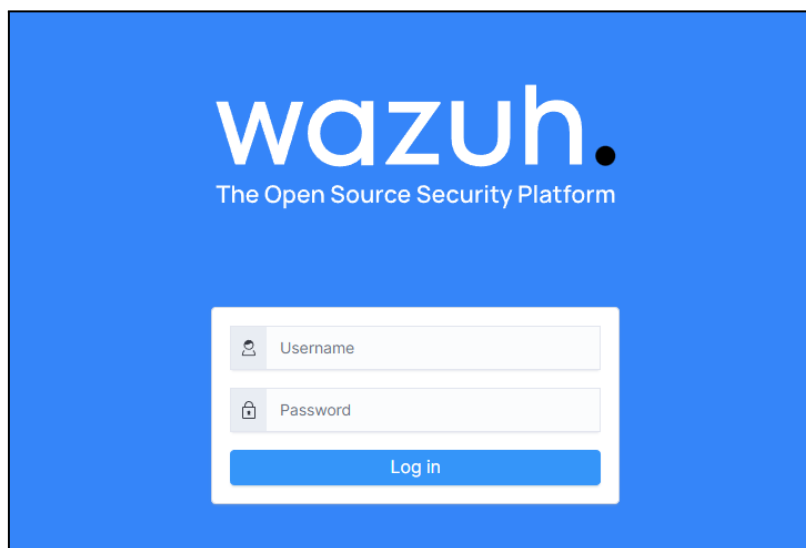 wazuh.
The Open Source Security Platform
Username
Password
Log in